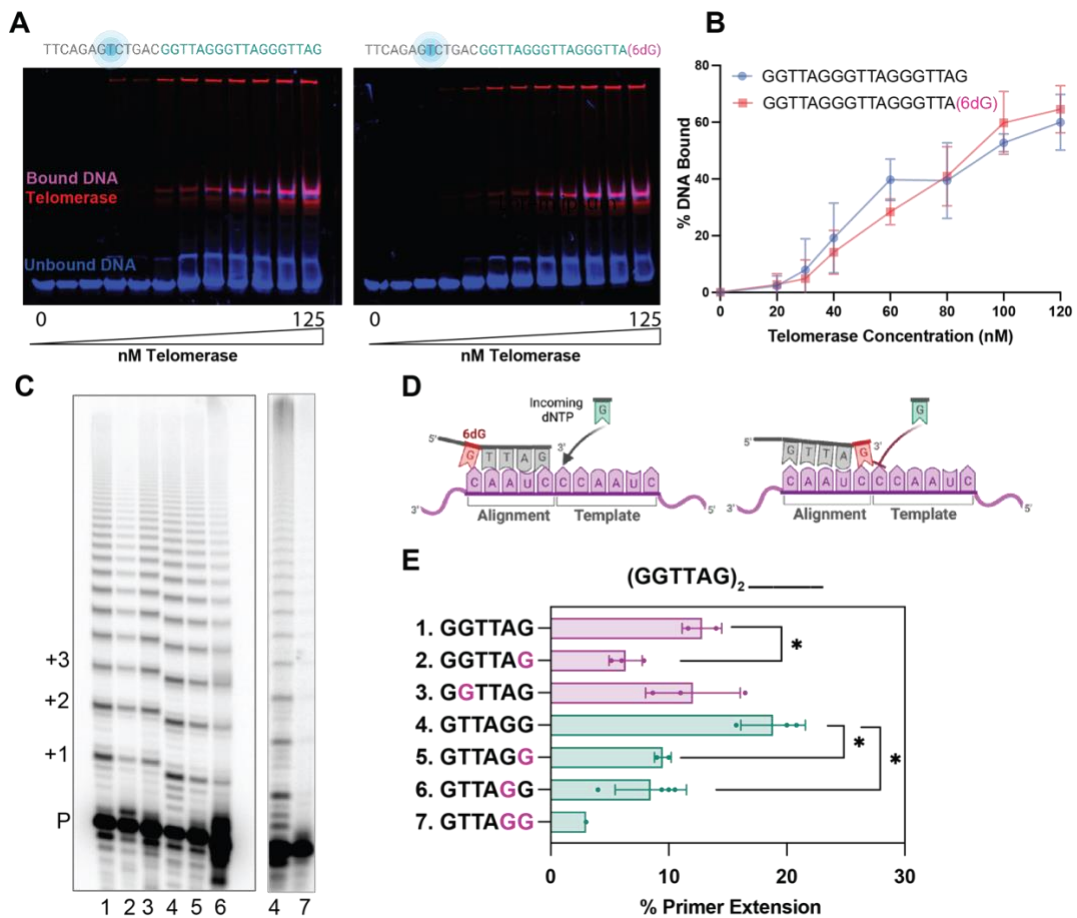 A
TTCAGAGTCTGACGGTTAGGGTTAGGGTTAG
TTCAGAGTCTGACGGTTAGGGTTAGGGTTA(6dG)
Bound DNA
Telomerase
Unbound DNA
0 125
nM Telomerase
0 125
nM Telomerase
B
80
60
40
20
0
% DNA Bound
GGTTAGGGTTAGGGTTAG
GGTTAGGGTTAGGGTTA(6dG)
0 20 40 60 80 100 120
Telomerase Concentration (nM)
C
+3
+2
+1
P
1 2 3 4 5 6 4 7
D
Incoming
dNTP
G
6dG
5' 3'
G T T A G
C A A U C C C A A U C
3' 5'
Alignment Template
G
5' 3'
G T T A G
C A A U C C C A A U C
3' 5'
Alignment Template
E
(GGTTAG)2 ______
1. GGTTAG
2. GGTTAG
3. GGTTAG
4. GTTAGG
5. GTTAGG
6. GTTAGG
7. GTTAGG
*
*
*
0 10 20 30
% Primer Extension